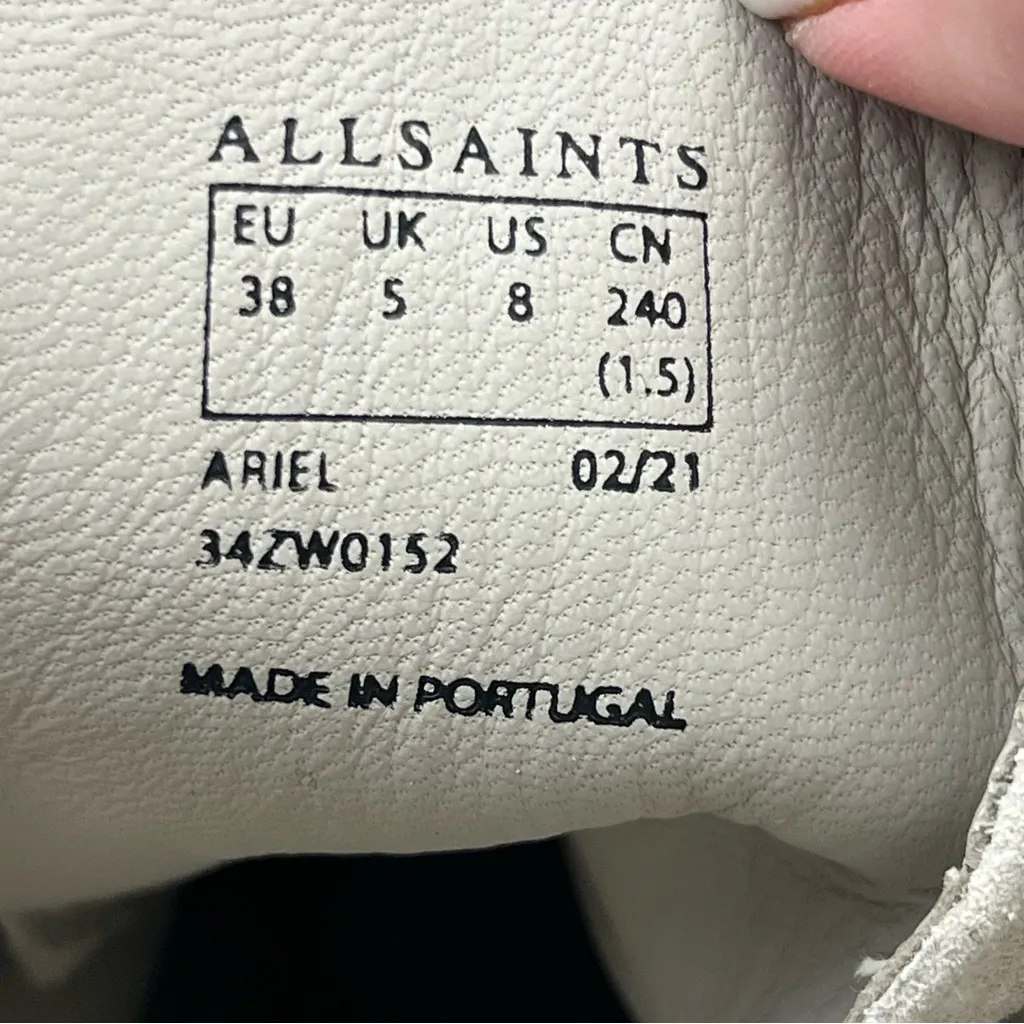 ALLSAINTS
EU UK US CN
38 5 8 240
(1.5)
ARIEL 02/21
34ZW0152
MADE IN PORTUGAL